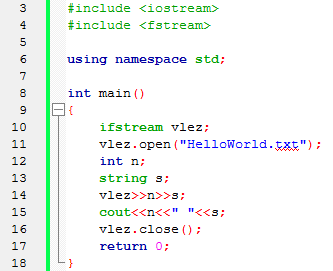 3 #include <iostream>
4 #include <fstream>
5
6 using namespace std;
7
8 int main()
9 {
10 ifstream vlez;
11 vlez.open("HelloWorld.txt");
12 int n;
13 string s;
14 vlez>>n>>s;
15 cout<<n<<" "<<s;
16 vlez.close();
17 return 0;
18 }